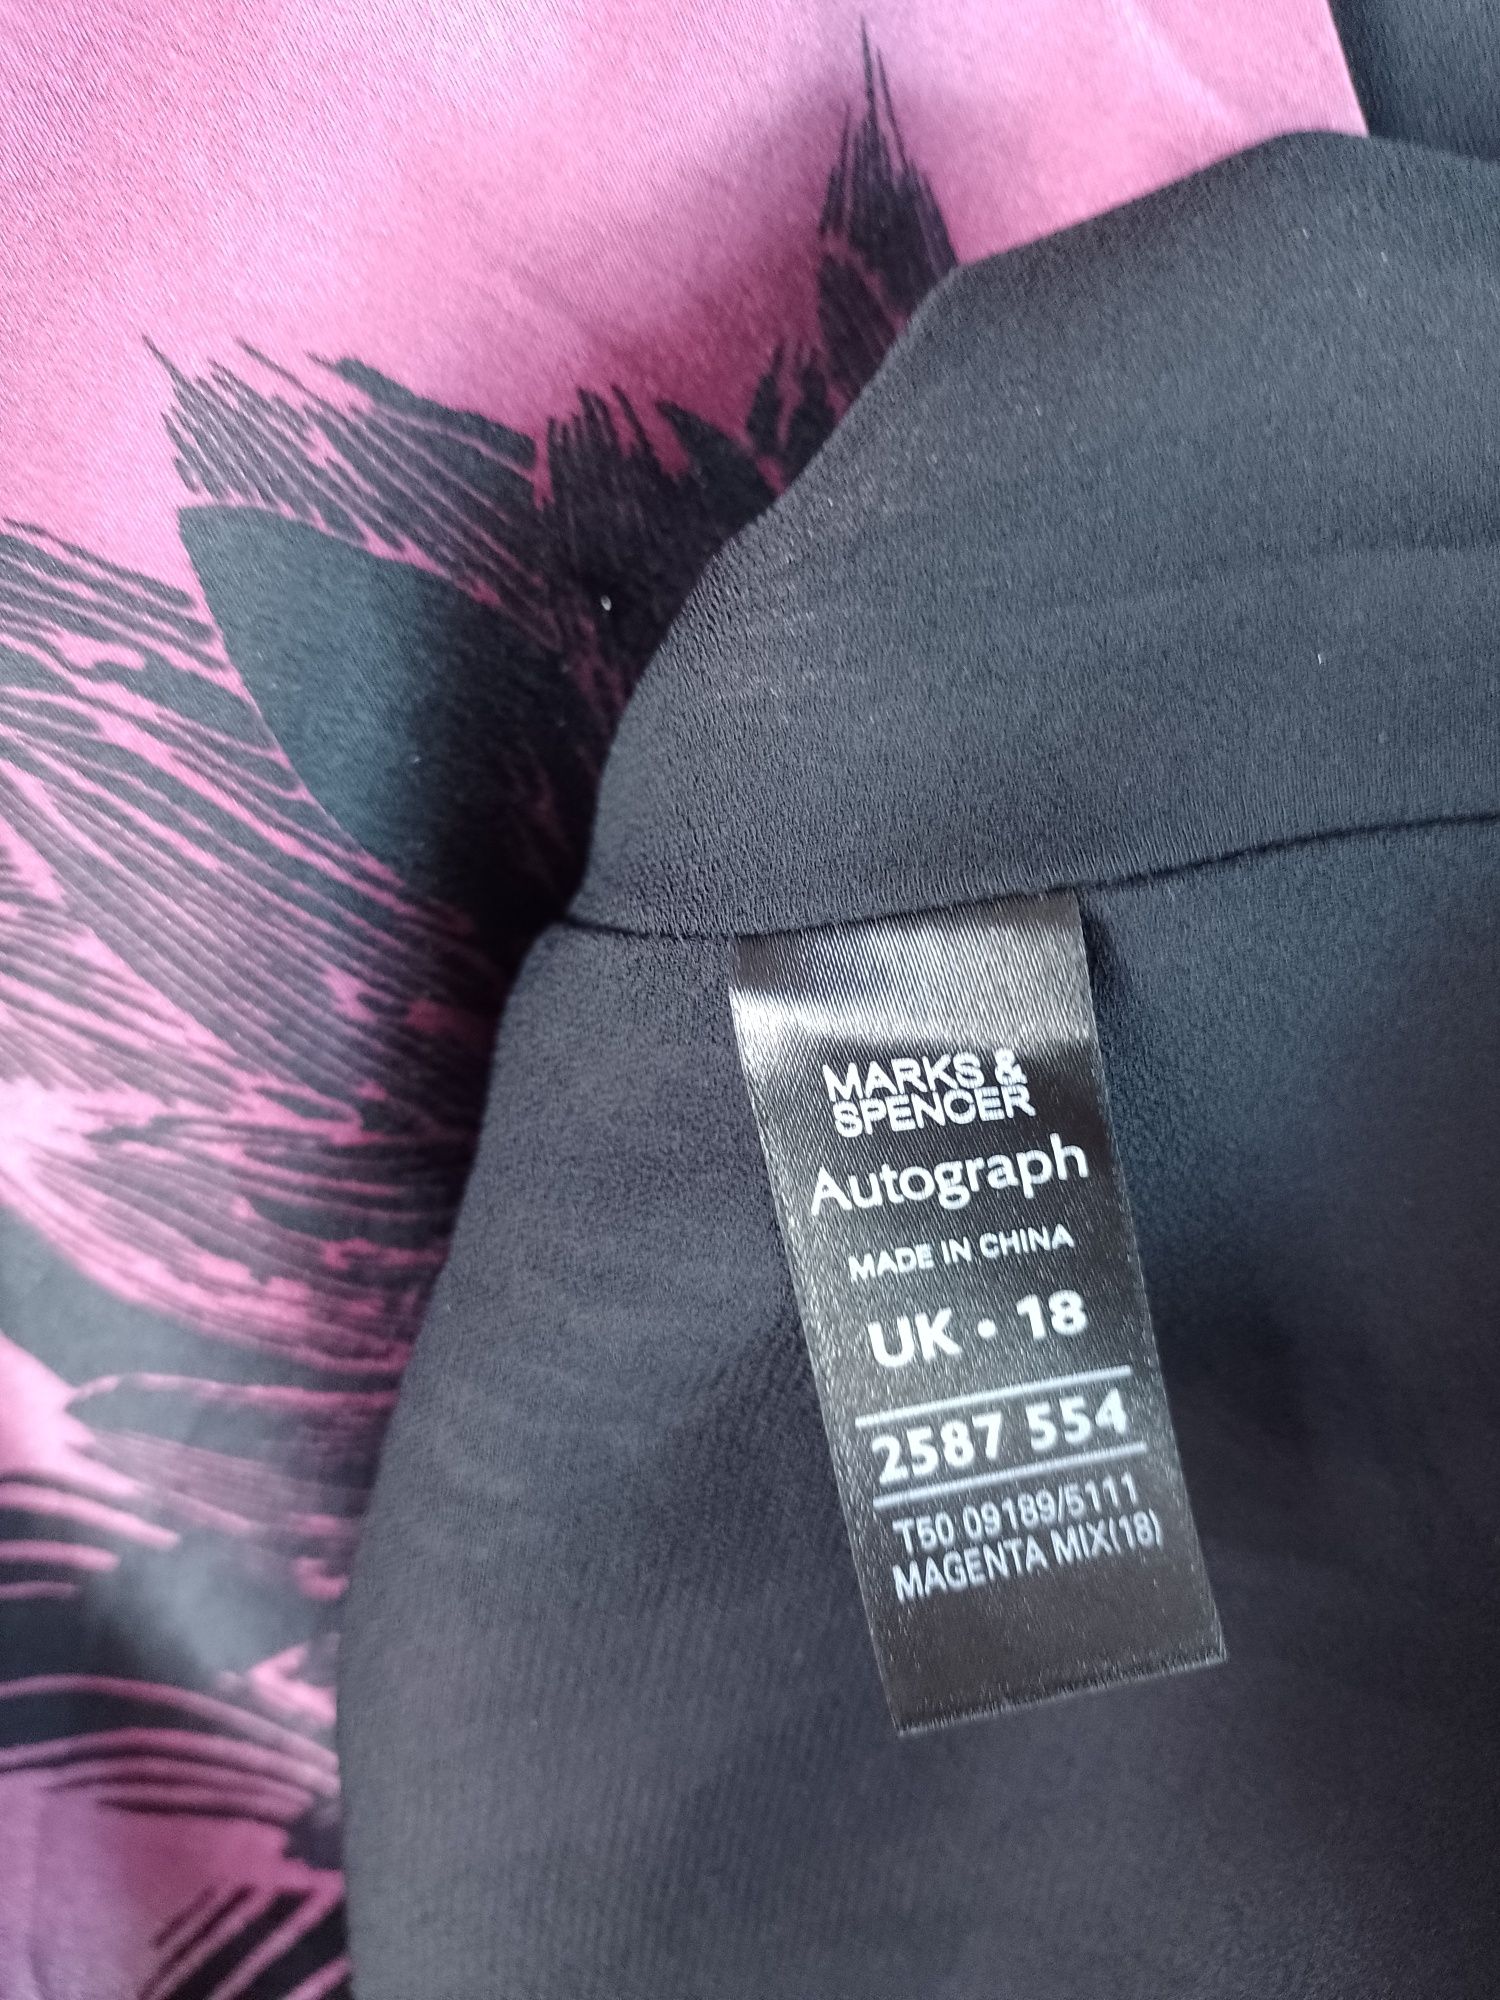 MARKS &
SPENCER
Autograph
MADE IN CHINA
UK • 18
2587 554
T50 09189/5111
MAGENTA MIX(18)